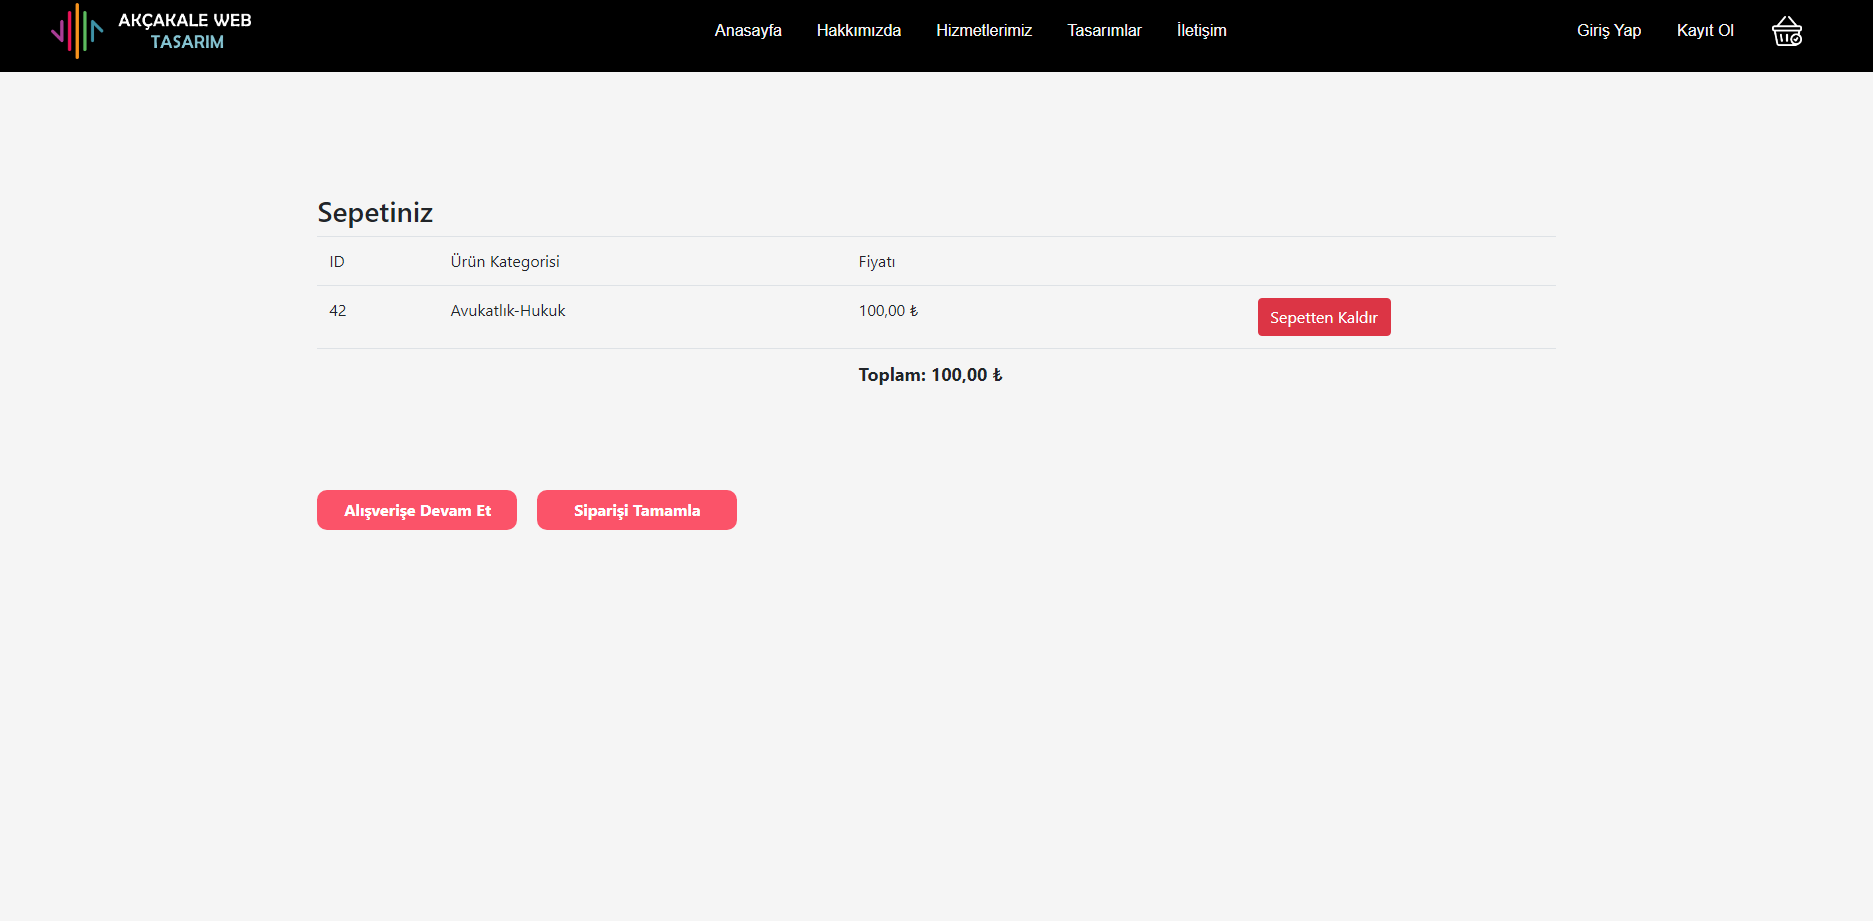 AKÇAKALE WEB
TASARIM
Anasayfa Hakkımızda Hizmetlerimiz Tasarımlar İletişim Giriş Yap Kayıt Ol
Sepetiniz
ID Ürün Kategorisi Fiyatı
42 Avukatlık-Hukuk 100,00 ₺ Sepetten Kaldır
Toplam: 100,00 ₺
Alışverişe Devam Et Siparişi Tamamla